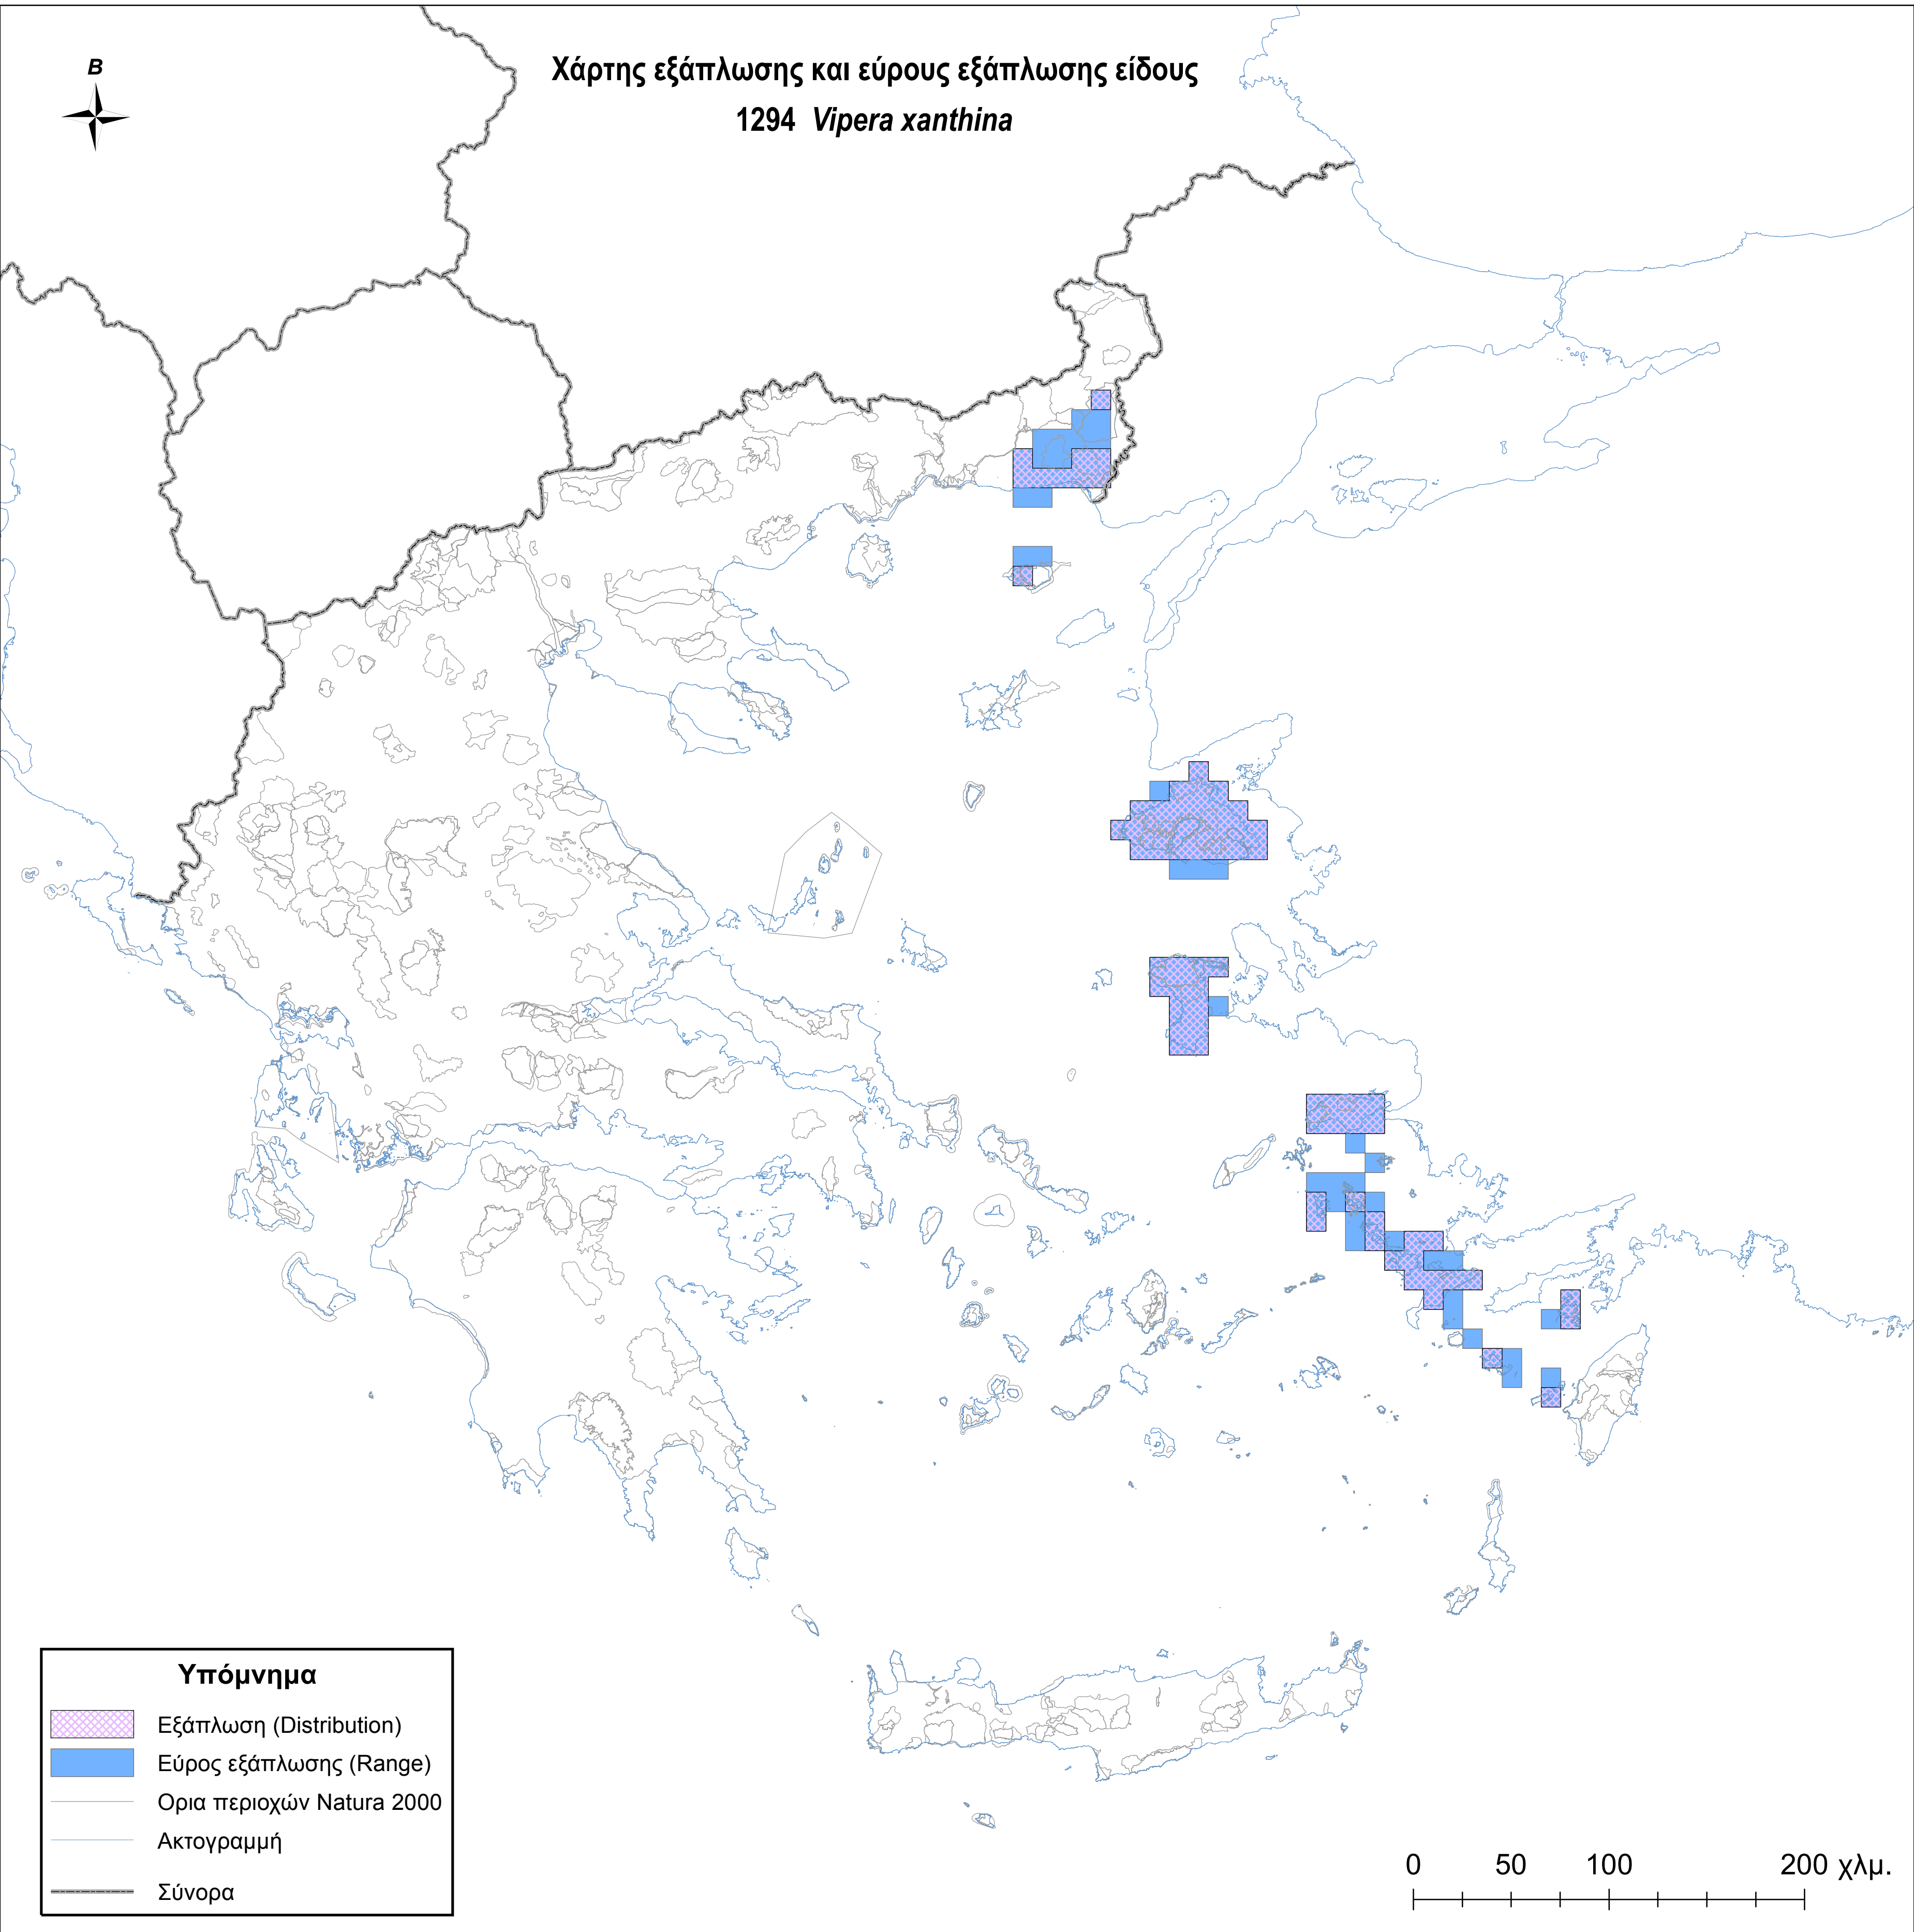 Χάρτης εξάπλωσης και εύρους εξάπλωσης είδους
1294 Vipera xanthina
Β
Υπόμνημα
Εξάπλωση (Distribution)
Εύρος εξάπλωσης (Range)
Ορια περιοχών Natura 2000
Ακτογραμμή
Σύνορα
0 50 100 200 χλμ.